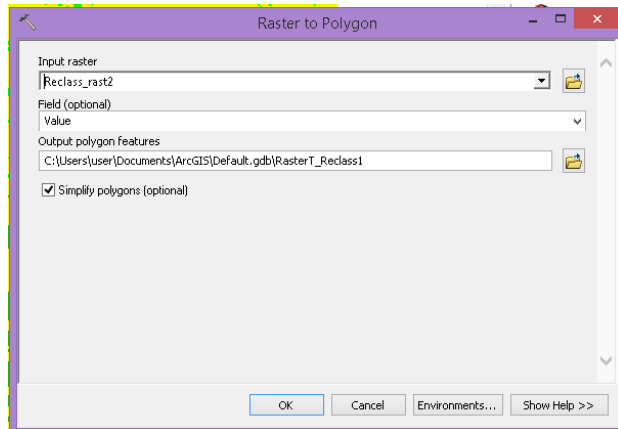 Raster to Polygon
Input raster
Reclass_rast2
Field (optional)
Value
Output polygon features
C:\Users\user\Documents\ArcGIS\Default.gdb\RasterT_Reclass1
Simplify polygons (optional)
OK Cancel Environments... Show Help >>